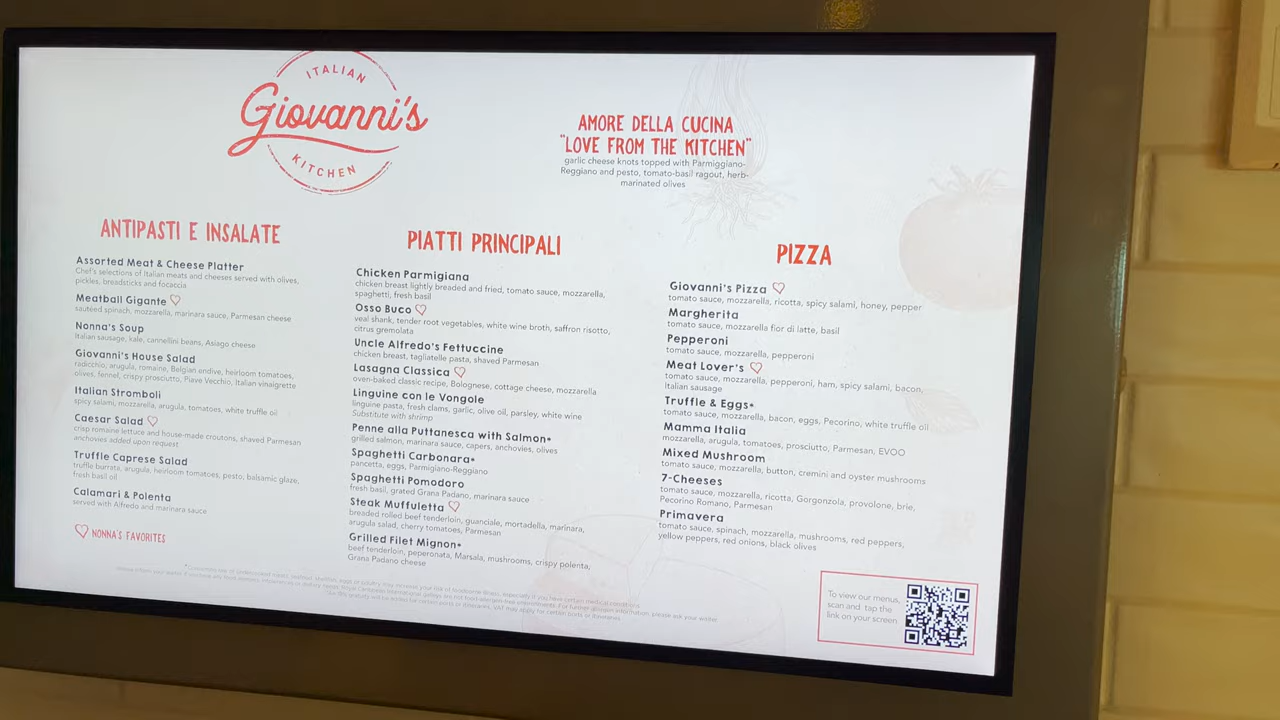 ITALIAN
Giovanni's
KITCHEN
AMORE DELLA CUCINA
"LOVE FROM THE KITCHEN"
garlic cheese knots topped with Parmiggiano-
Reggiano and pesto, tomato-basil ragout, herb-
marinated olives
ANTIPASTI E INSALATE
Assorted Meat & Cheese Platter
Chef's selections of Italian meats and cheeses served with olives,
pickles, breadsticks and focaccia
Meatball Gigante
sautéed spinach, mozzarella, marinara sauce, Parmesan cheese
Nonna's Soup
Italian sausage, kale, cannellini beans, Asiago cheese
Giovanni's House Salad
radicchio, arugula, romaine, Belgian endive, heirloom tomatoes,
olives, fennel, crispy prosciutto, Piave Vecchio, Italian vinaigrette
Italian Stromboli
spicy salami, mozzarella, arugula, tomatoes, white truffle oil
Caesar Salad
crisp romaine lettuce and house-made croutons, shaved Parmesan
anchovies added upon request
Truffle Caprese Salad
truffle burrata, arugula, heirloom tomatoes, pesto, balsamic glaze,
fresh basil oil
Calamari & Polenta
served with Alfredo and marinara sauce
NONNA'S FAVORITES
PIATTI PRINCIPALI
Chicken Parmigiana
chicken breast lightly breaded and fried, tomato sauce, mozzarella,
spaghetti, fresh basil
Osso Buco
veal shank, tender root vegetables, white wine broth, saffron risotto,
citrus gremolata
Uncle Alfredo's Fettuccine
chicken breast, tagliatelle pasta, shaved Parmesan
Lasagna Classica
oven-baked classic recipe, Bolognese, cottage cheese, mozzarella
Linguine con le Vongole
linguine pasta, fresh clams, garlic, olive oil, parsley, white wine
Substitute with shrimp
Penne alla Puttanesca with Salmon*
grilled salmon, marinara sauce, capers, anchovies, olives
Spaghetti Carbonara*
pancetta, eggs, Parmigiano-Reggiano
Spaghetti Pomodoro
fresh basil, grated Grana Padano, marinara sauce
Steak Muffuletta
breaded rolled beef tenderloin, guanciale, mortadella, marinara,
arugula salad, cherry tomatoes, Parmesan
Grilled Filet Mignon*
beef tenderloin, peperonata, Marsala, mushrooms, crispy polenta,
Grana Padano cheese
PIZZA
Giovanni's Pizza
tomato sauce, mozzarella, ricotta, spicy salami, honey, pepper
Margherita
tomato sauce, mozzarella fior di latte, basil
Pepperoni
tomato sauce, mozzarella, pepperoni
Meat Lover's
tomato sauce, mozzarella, pepperoni, ham, spicy salami, bacon,
Italian sausage
Truffle & Eggs*
tomato sauce, mozzarella, bacon, eggs, Pecorino, white truffle oil
Mamma Italia
mozzarella, arugula, tomatoes, prosciutto, Parmesan, EVOO
Mixed Mushroom
tomato sauce, mozzarella, button, cremini and oyster mushrooms
7-Cheeses
tomato sauce, mozzarella, ricotta, Gorgonzola, provolone, brie,
Pecorino Romano, Parmesan
Primavera
tomato sauce, spinach, mozzarella, mushrooms, red peppers,
yellow peppers, red onions, black olives
To view our menus,
scan and tap the
link on your screen